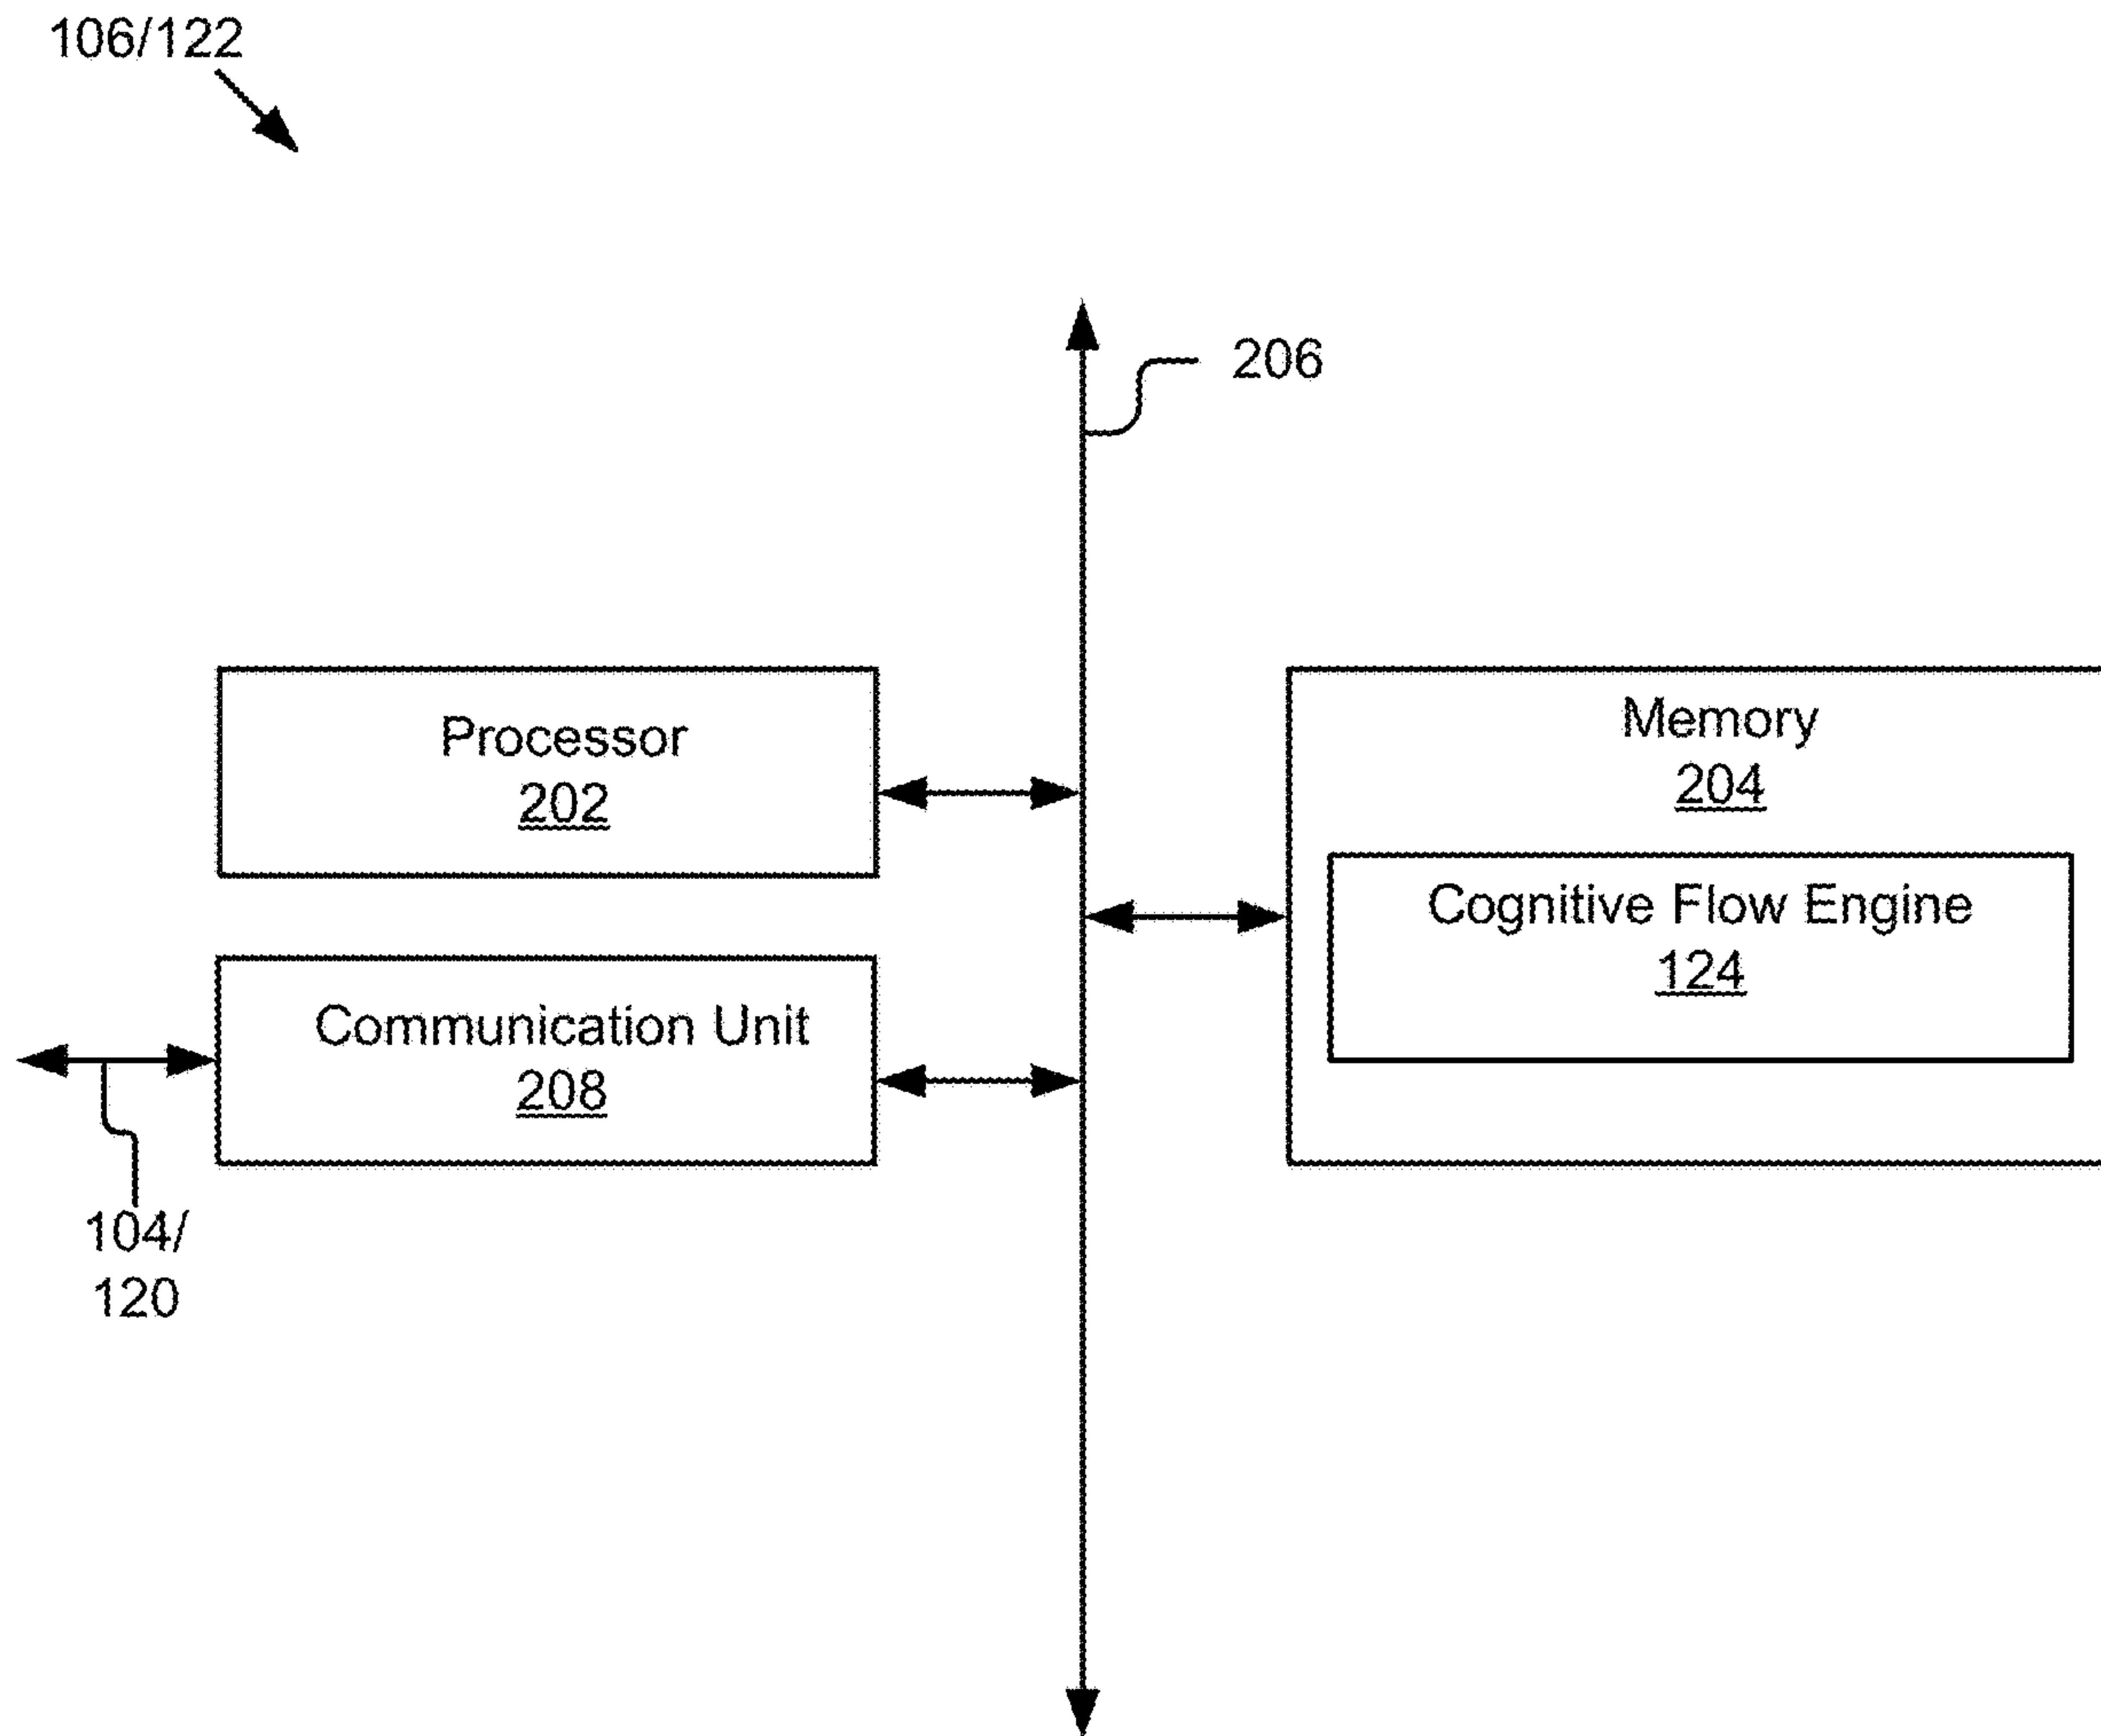 106/122
206
Processor
202
Memory
204
Cognitive Flow Engine
124
Communication Unit
208
104/
120